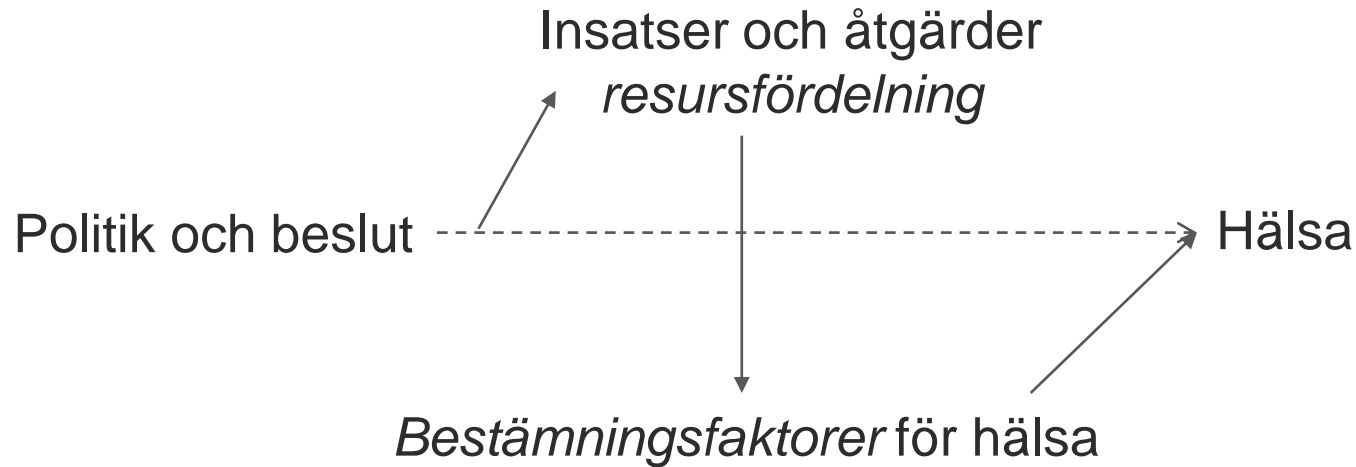 Insatser och åtgärder
resursfördelning
Politik och beslut
Hälsa
Bestämningsfaktorer för hälsa